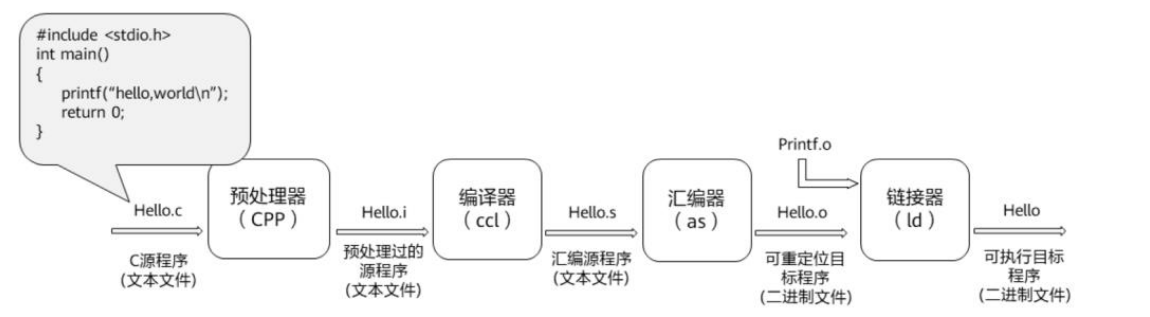 #include <stdio.h>
int main()
{
printf(“hello,world\n”);
return 0;
}
Hello.c
C源程序
(文本文件)
预处理器
（CPP）
Hello.i
预处理过的
源程序
(文本文件)
编译器
（ccl）
Hello.s
汇编源程序
(文本文件)
汇编器
（as）
Printf.o
Hello.o
可重定位目
标程序
(二进制文件)
链接器
（ld）
Hello
可执行目标
程序
(二进制文件)